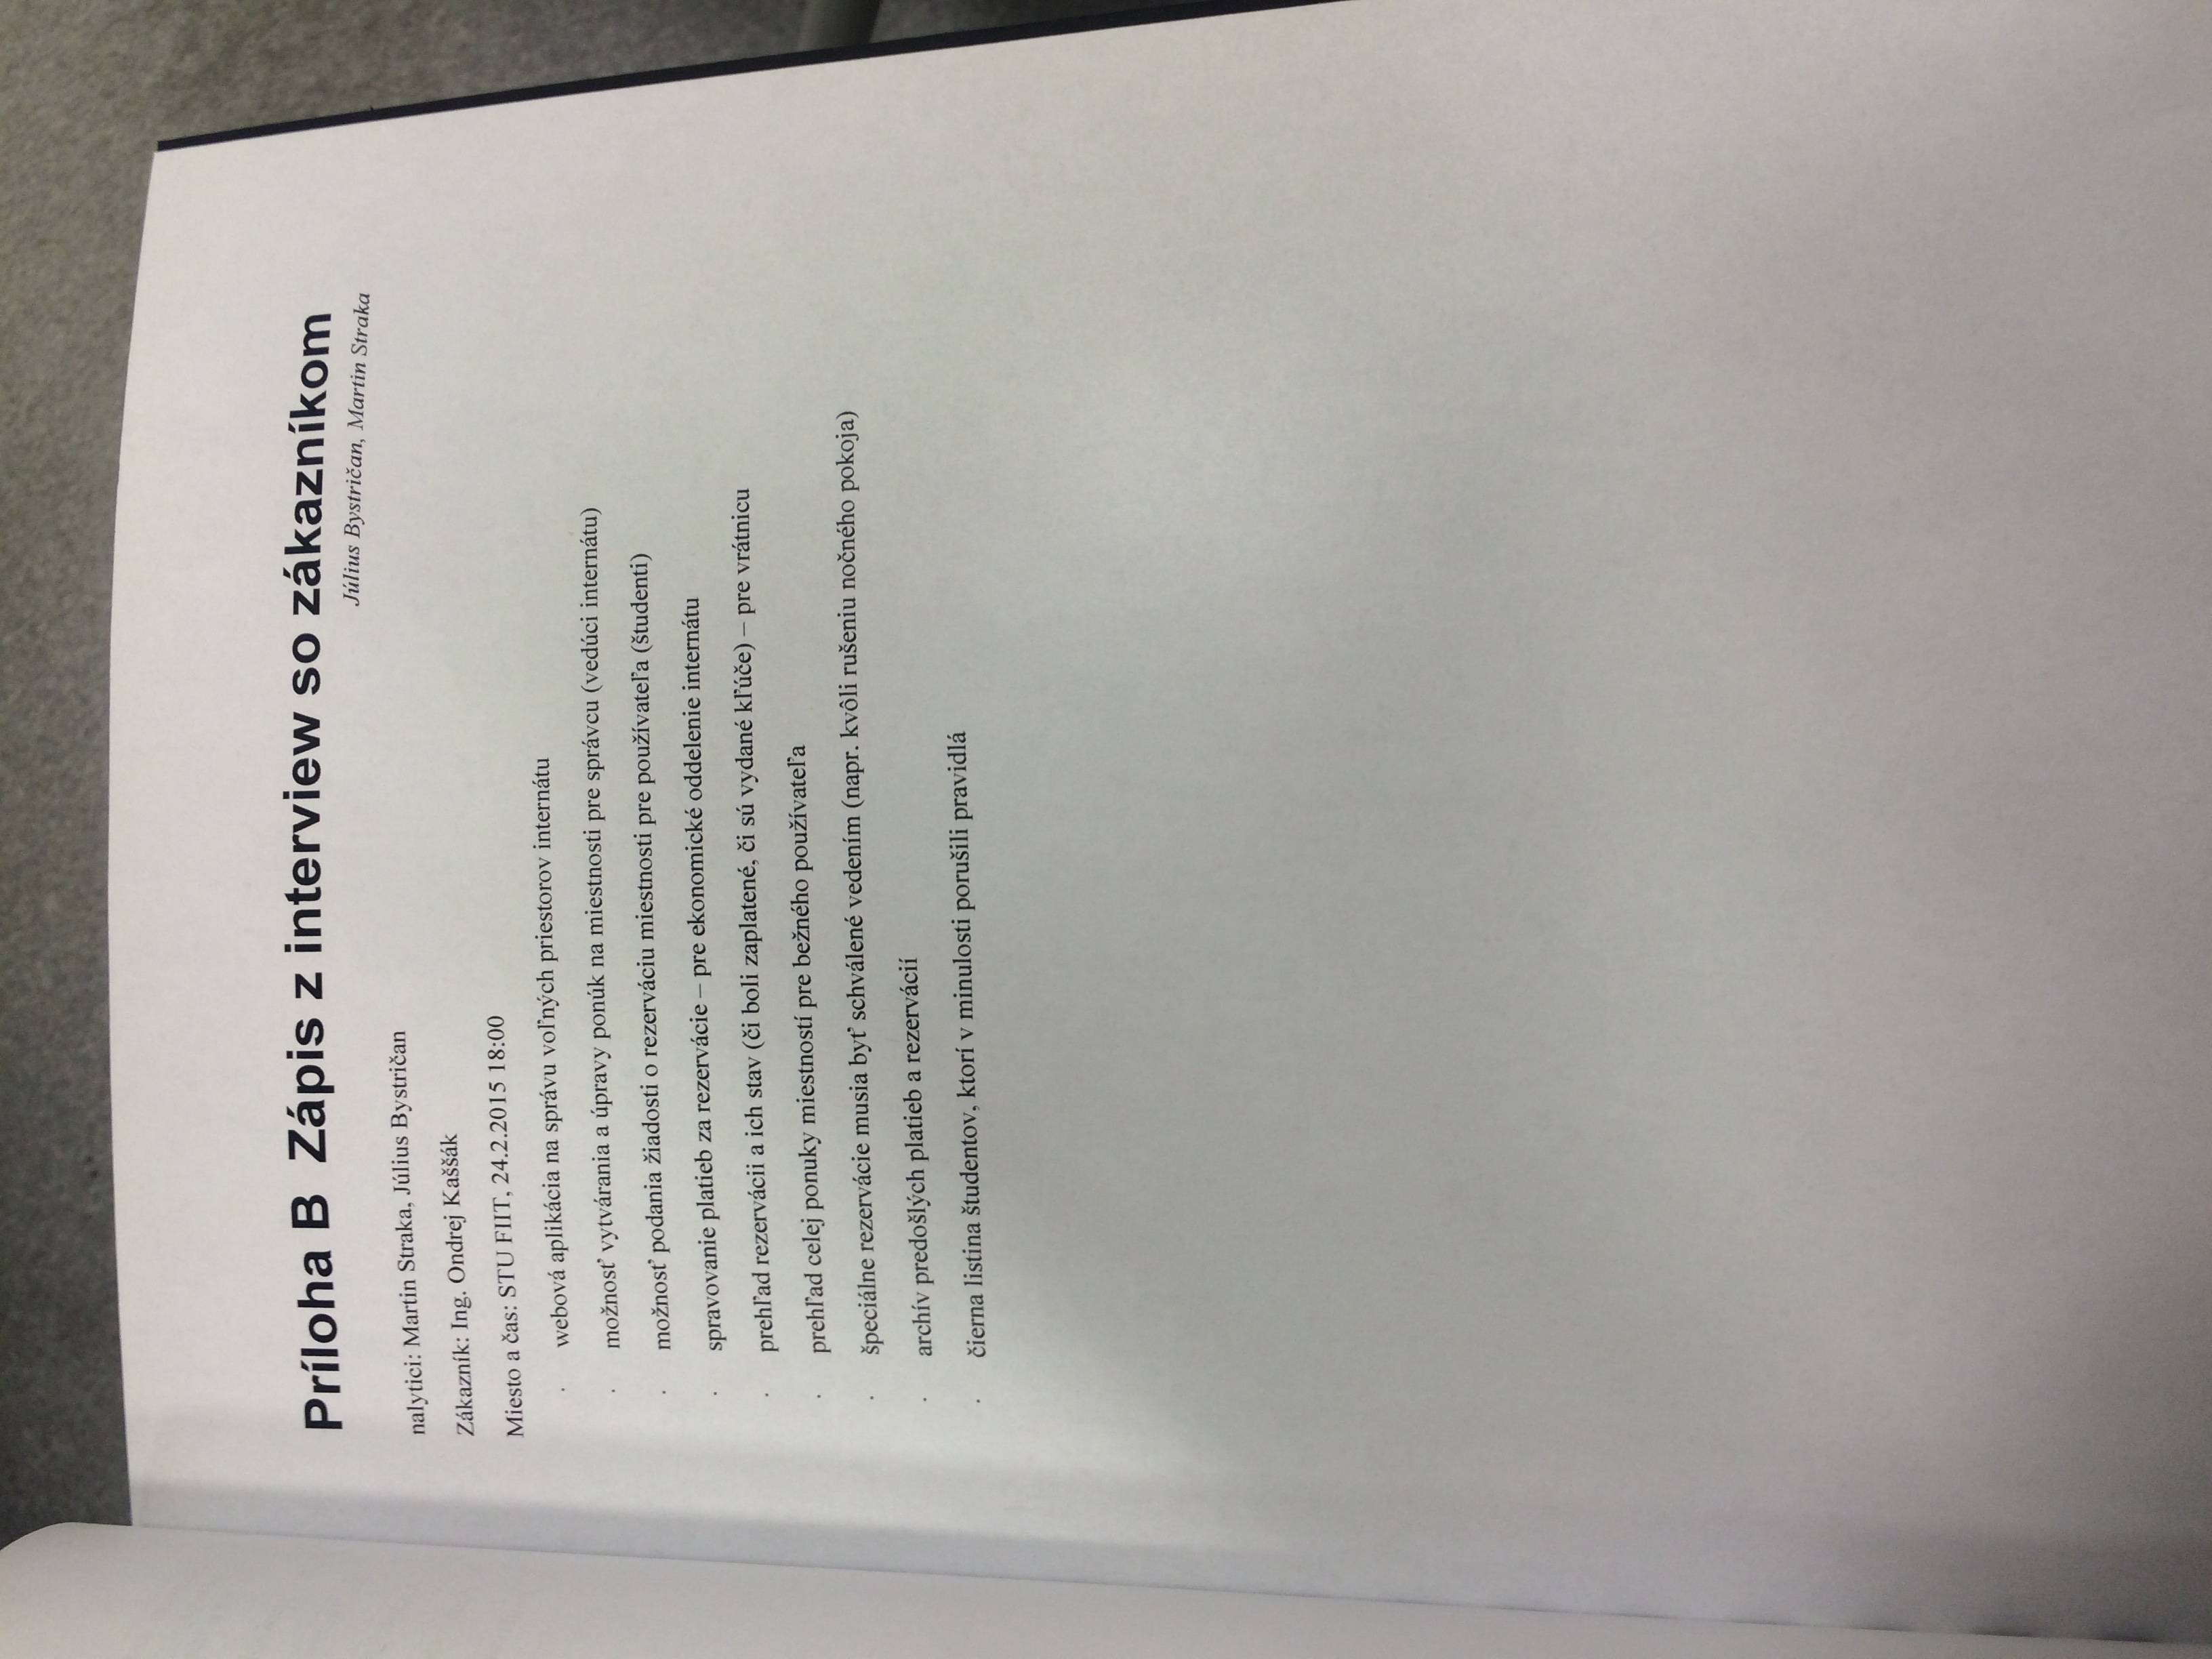 Príloha B Zápis z interview so zákazníkom
Július Bystričan, Martin Straka
nalytici: Martin Straka, Július Bystričan
Zákazník: Ing. Ondrej Kaššák
Miesto a čas: STU FIIT, 24.2.2015 18:00
· webová aplikácia na správu voľných priestorov internátu
· možnosť vytvárania a úpravy ponúk na miestnosti pre správcu (vedúci internátu)
· možnosť podania žiadosti o rezerváciu miestnosti pre používateľa (študenti)
· spravovanie platieb za rezervácie – pre ekonomické oddelenie internátu
· prehľad rezervácii a ich stav (či boli zaplatené, či sú vydané kľúče) – pre vrátnicu
· prehľad celej ponuky miestností pre bežného používateľa
· špeciálne rezervácie musia byť schválené vedením (napr. kvôli rušeniu nočného pokoja)
· archív predošlých platieb a rezervácií
· čierna listina študentov, ktorí v minulosti porušili pravidlá